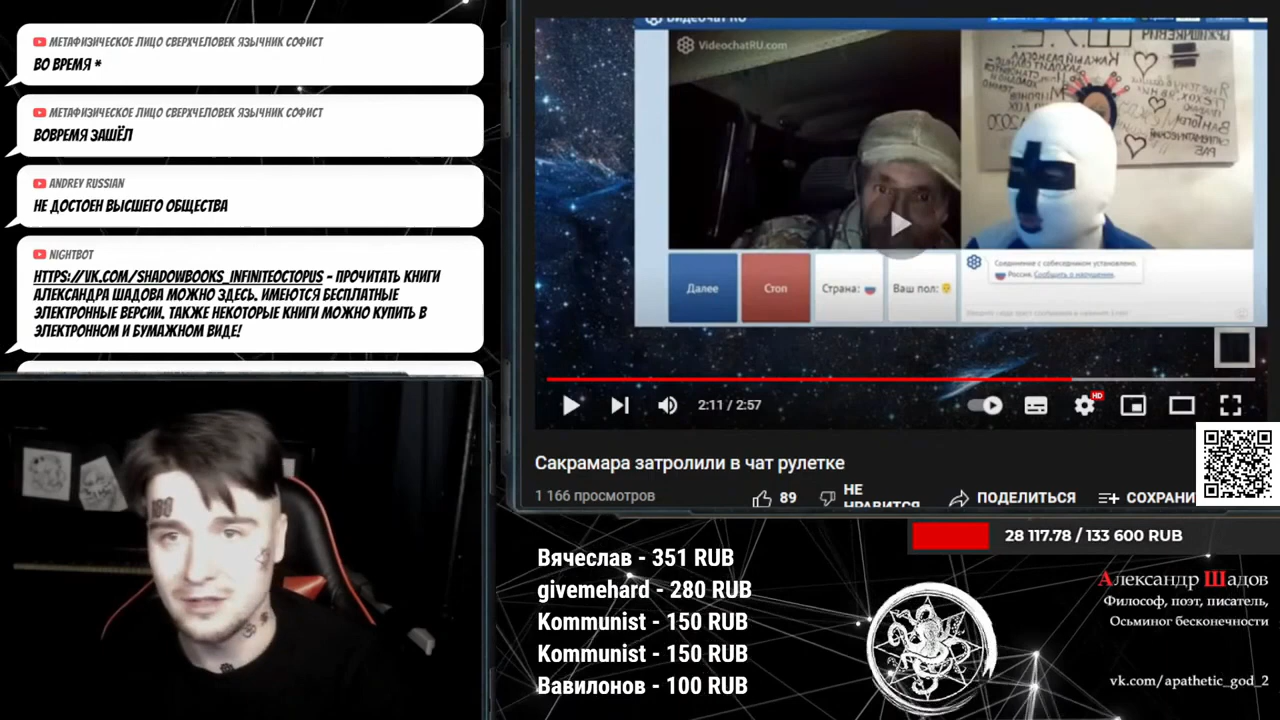 МЕТАФИЗИЧЕСКОЕ ЛИЦО СВЕРХЧЕЛОВЕК ЯЗЫЧНИК СОФИСТ
ВО ВРЕМЯ *
МЕТАФИЗИЧЕСКОЕ ЛИЦО СВЕРХЧЕЛОВЕК ЯЗЫЧНИК СОФИСТ
ВОВРЕМЯ ЗАШЁЛ
ANDREY RUSSIAN
НЕ ДОСТОЕН ВЫСШЕГО ОБЩЕСТВА
NIGHTBOT
HTTPS://VK.COM/SHADOWBOOKS_INFINITEOCTOPUS - ПРОЧИТАТЬ КНИГИ
АЛЕКСАНДРА ШАДОВА МОЖНО ЗДЕСЬ. ИМЕЮТСЯ БЕСПЛАТНЫЕ
ЭЛЕКТРОННЫЕ ВЕРСИИ. ТАКЖЕ НЕКОТОРЫЕ КНИГИ МОЖНО КУПИТЬ В
ЭЛЕКТРОННОМ И БУМАЖНОМ ВИДЕ!
VideochatRU.com
Далее
Стоп
Страна:
Ваш пол:
Соединение с собеседником установлено.
Россия. Сообщить о нарушении.
2:11 / 2:57
HD
Сакрамара затролили в чат рулетке
1 166 просмотров
89
НЕ
НРАВИТСЯ
ПОДЕЛИТЬСЯ
СОХРАНИ
28 117.78 / 133 600 RUB
Вячеслав - 351 RUB
givemehard - 280 RUB
Kommunist - 150 RUB
Kommunist - 150 RUB
Вавилонов - 100 RUB
Александр Шадов
Философ, поэт, писатель,
Осьминог бесконечности
vk.com/apathetic_god_2